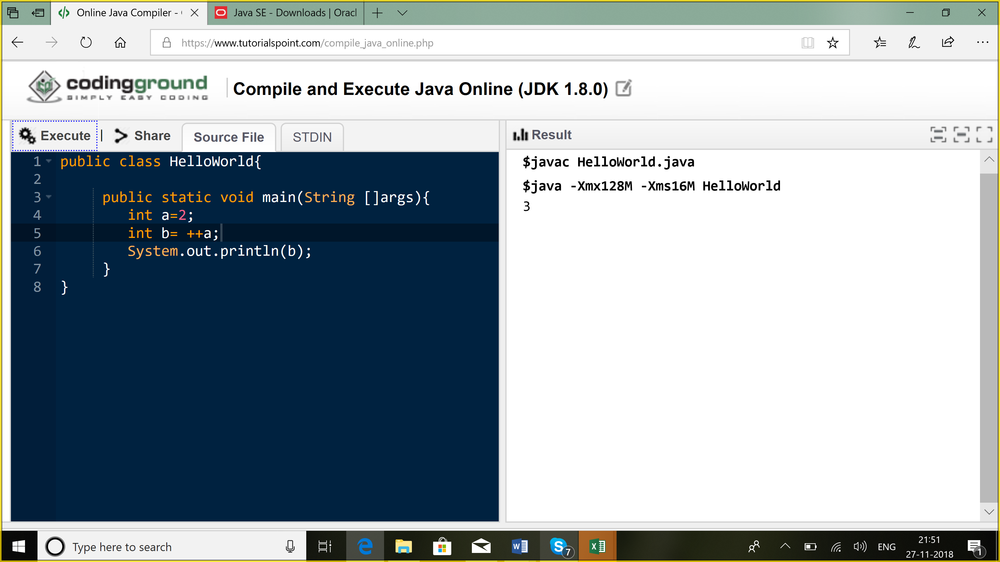 Online Java Compiler - Java SE - Downloads | Oracl
https://www.tutorialspoint.com/compile_java_online.php
codingground
SIMPLY EASY CODING
Compile and Execute Java Online (JDK 1.8.0)
Execute | Share Source File STDIN
1 public class HelloWorld{
2
3 public static void main(String []args){
4 int a=2;
5 int b= ++a;
6 System.out.println(b);
7 }
8 }
Result
$javac HelloWorld.java
$java -Xmx128M -Xms16M HelloWorld
3
Type here to search
7
ENG
21:51
27-11-2018
1